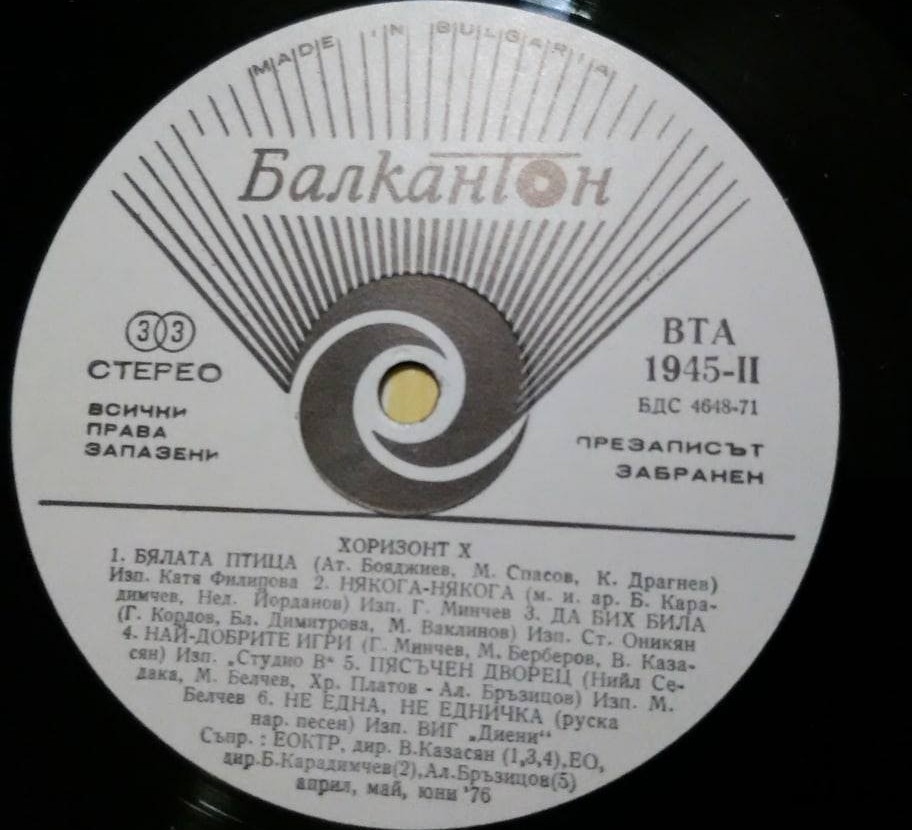 MADE IN BULGARIA
Балкантон
33
СТЕРЕО
ВСИЧКИ
ПРАВА
ЗАПАЗЕНИ
ВТА
1945-II
БДС 4648-71
ПРЕЗАПИСЪТ
ЗАБРАНЕН
ХОРИЗОНТ X
1. БЯЛАТА ПТИЦА (Ат. Бояджиев, М. Спасов, К. Драгнев)
Изп. Катя Филипова 2. НЯКОГА-НЯКОГА (м. и ар. Б. Кара-
димчев, Нед. Йорданов) Изп. Г. Минчев 3. ДА БИХ БИЛА
(Г. Кордов, Бл. Димитрова, М. Ваклинов) Изп. Ст. Оникян
4. НАЙ-ДОБРИТЕ ИГРИ (Г. Минчев, М. Берберов, В. Каза-
сян) Изп. „Студио В" 5. ПЯСЪЧЕН ДВОРЕЦ (Нийл Се-
дака, М. Белчев, Хр. Платов - Ал. Бръзицов) Изп. М.
Белчев 6. НЕ ЕДНА, НЕ ЕДНИЧКА (руска
нар. песен) Изп. ВИГ „Диени"
Съпр. : ЕОКТР, дир. В.Казасян (1,3,4),ЕО,
дир.Б.Карадимчев(2),Ал.Бръзицов(5)
април, май, юни '76